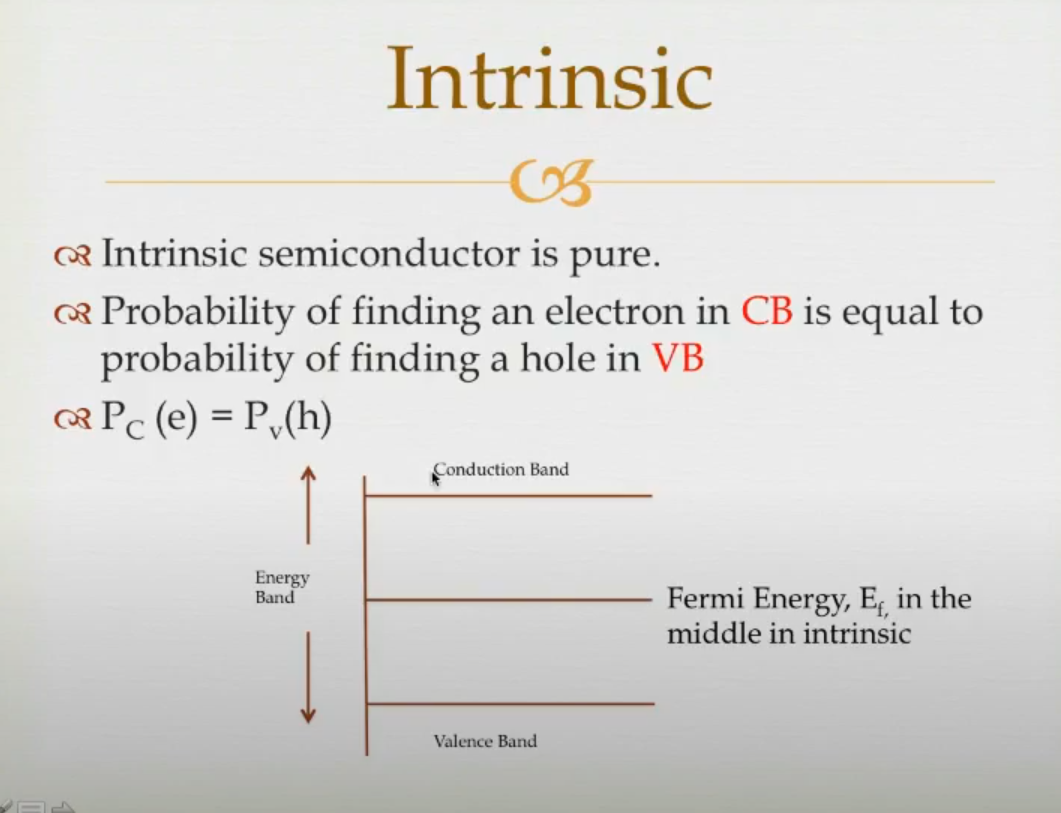 Intrinsic
Intrinsic semiconductor is pure.
Probability of finding an electron in CB is equal to
probability of finding a hole in VB
P_C (e) = P_v(h)
Conduction Band
Energy
Band
Fermi Energy, E_f, in the
middle in intrinsic
Valence Band